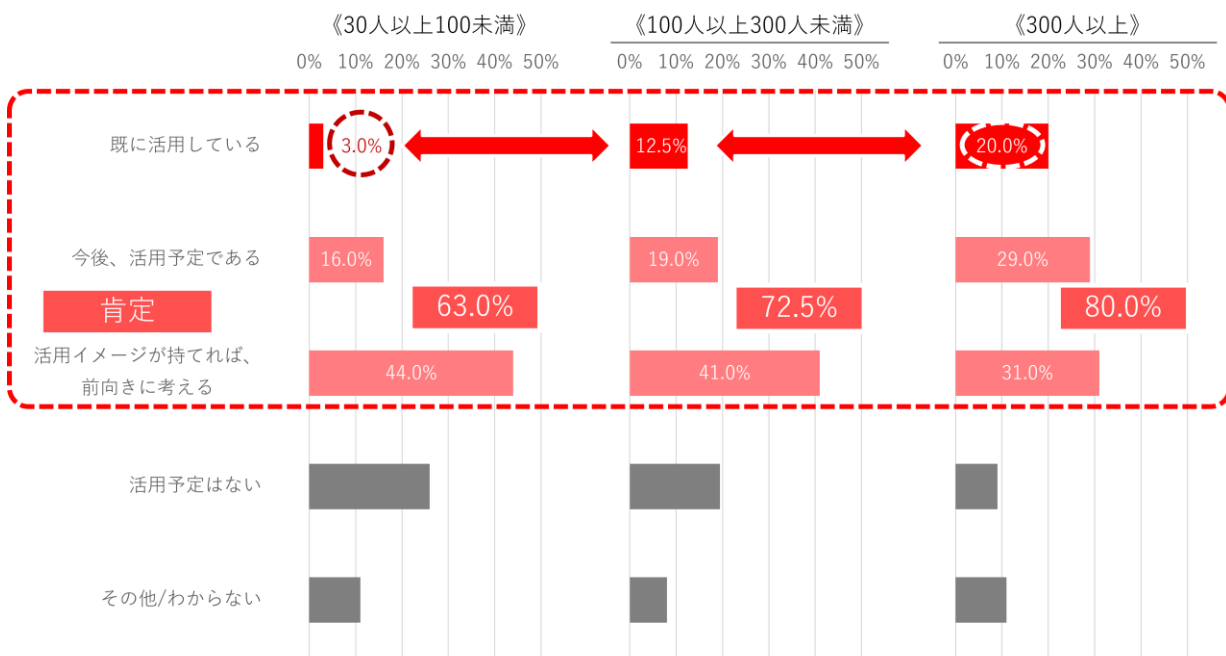 《30人以上100未満》
《100人以上300人未満》
《300人以上》
0% 10% 20% 30% 40% 50%
0% 10% 20% 30% 40% 50%
0% 10% 20% 30% 40% 50%
既に活用している
3.0%
12.5%
20.0%
今後、活用予定である
16.0%
19.0%
29.0%
肯定
63.0%
72.5%
80.0%
活用イメージが持てれば、
前向きに考える
44.0%
41.0%
31.0%
活用予定はない
その他/わからない